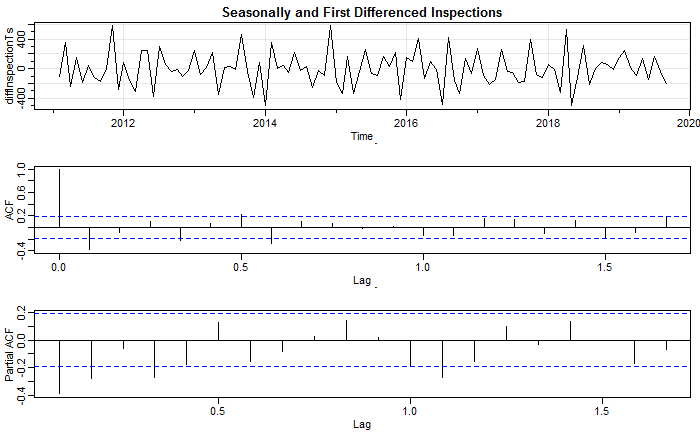 Seasonally and First Differenced Inspections
diffInspectionTs
-400 0 400
2012 2014 2016 2018 2020
Time
ACF
-0.4 0.2 0.6 1.0
0.0 0.5 1.0 1.5
Lag
Partial ACF
-0.4 -0.2 0.0 0.2
0.5 1.0 1.5
Lag